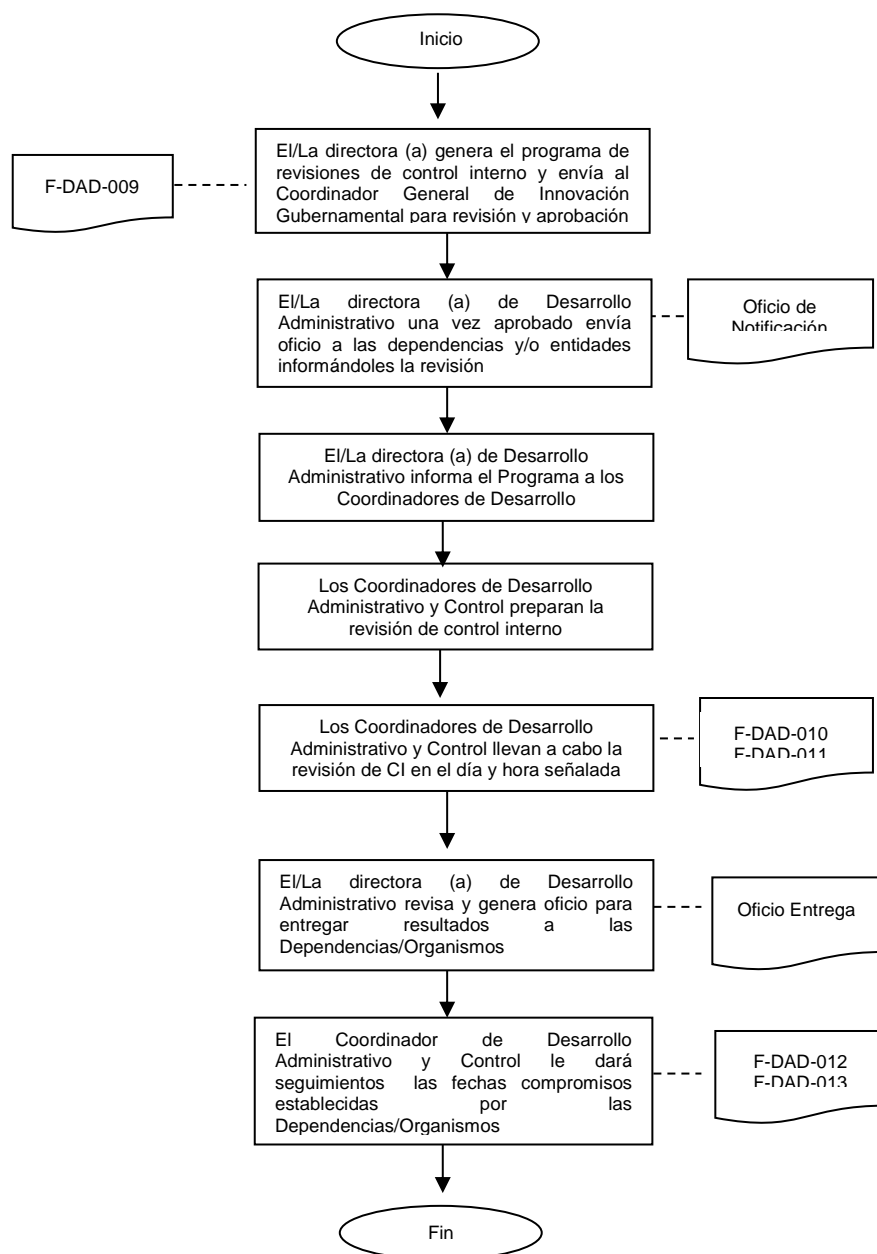 Inicio
El/La directora (a) genera el programa de
revisiones de control interno y envía al
Coordinador General de Innovación
Gubernamental para revisión y aprobación
F-DAD-009
El/La directora (a) de Desarrollo
Administrativo una vez aprobado envía
oficio a las dependencias y/o entidades
informándoles la revisión
Oficio de
Notificación
El/La directora (a) de Desarrollo
Administrativo informa el Programa a los
Coordinadores de Desarrollo
Los Coordinadores de Desarrollo
Administrativo y Control preparan la
revisión de control interno
Los Coordinadores de Desarrollo
Administrativo y Control llevan a cabo la
revisión de CI en el día y hora señalada
F-DAD-010
F-DAD-011
El/La directora (a) de Desarrollo
Administrativo revisa y genera oficio para
entregar resultados a las
Dependencias/Organismos
Oficio Entrega
El Coordinador de Desarrollo
Administrativo y Control le dará
seguimientos las fechas compromisos
establecidas por las
Dependencias/Organismos
F-DAD-012
F-DAD-013
Fin